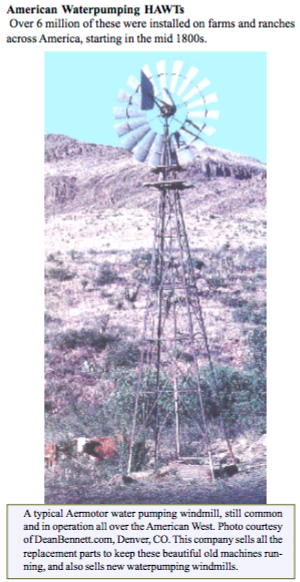 American Waterpumping HAWTs
Over 6 million of these were installed on farms and ranches
across America, starting in the mid 1800s.
A typical Aermotor water pumping windmill, still common
and in operation all over the American West. Photo courtesy
of DeanBennett.com, Denver, CO. This company sells all the
replacement parts to keep these beautiful old machines run-
ning, and also sells new waterpumping windmills.